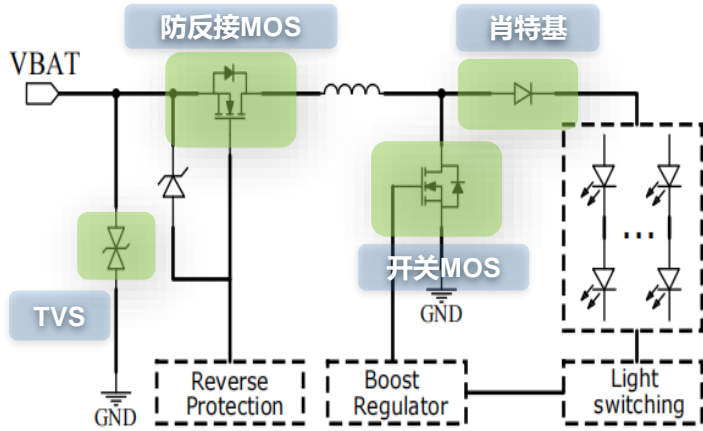 防反接MOS
肖特基
VBAT
开关MOS
TVS
GND
GND
Reverse
Protection
Boost
Regulator
Light
switching